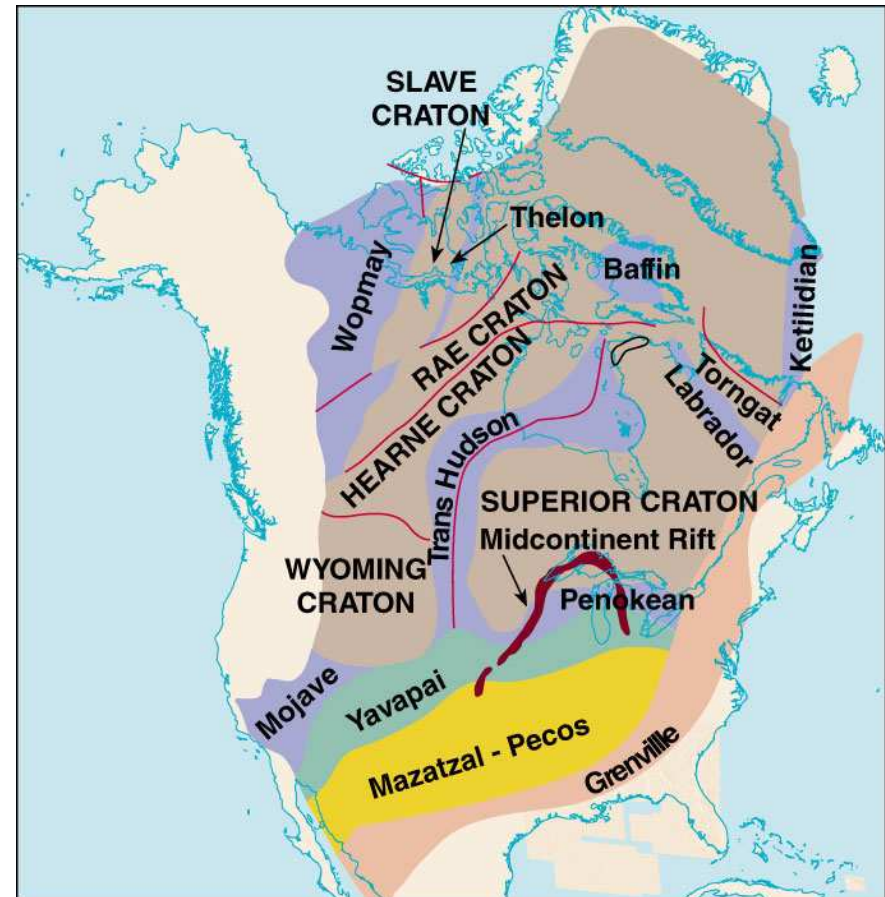 SLAVE
CRATON
Thelon
Baffin
Wopmay
Ketilidian
RAE CRATON
HEARNE CRATON
Torngat
Labrador
Trans Hudson
SUPERIOR CRATON
Midcontinent Rift
WYOMING
CRATON
Penokean
Mojave
Yavapai
Mazatzal - Pecos
Grenvillle